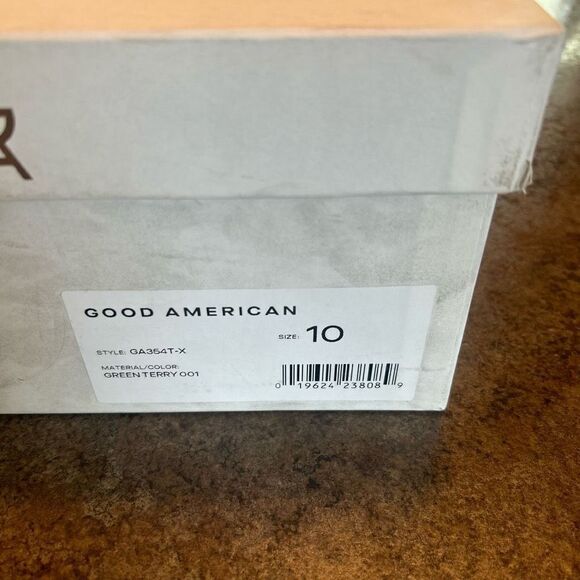 GOOD AMERICAN
SIZE: 10
STYLE: GA354T-X
MATERIAL/COLOR:
GREEN TERRY 001
0 19624 23808 9